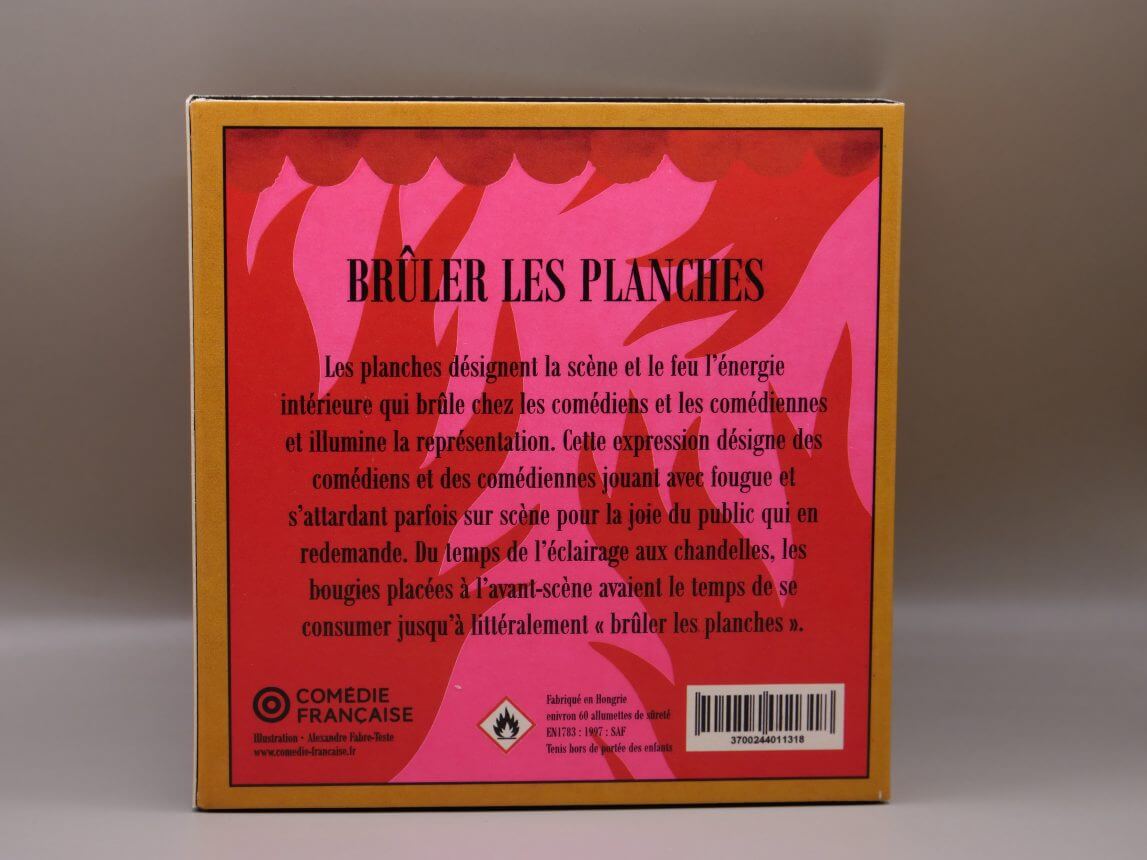 BRÛLER LES PLANCHES
Les planches désignent la scène et le feu l'énergie
intérieure qui brûle chez les comédiens et les comédiennes
et illumine la représentation. Cette expression désigne des
comédiens et des comédiennes jouant avec fougue et
s'attardant parfois sur scène pour la joie du public qui en
redemande. Du temps de l'éclairage aux chandelles, les
bougies placées à l'avant-scène avaient le temps de se
consumer jusqu'à littéralement « brûler les planches ».
COMÉDIE
FRANÇAISE
Illustration • Alexandre Fabre-Teste
www.comedie-francaise.fr
Fabriqué en Hongrie
enivron 60 allumettes de sûreté
EN1783 : 1997 : SAF
Tenis hors de portée des enfants
3700244011318